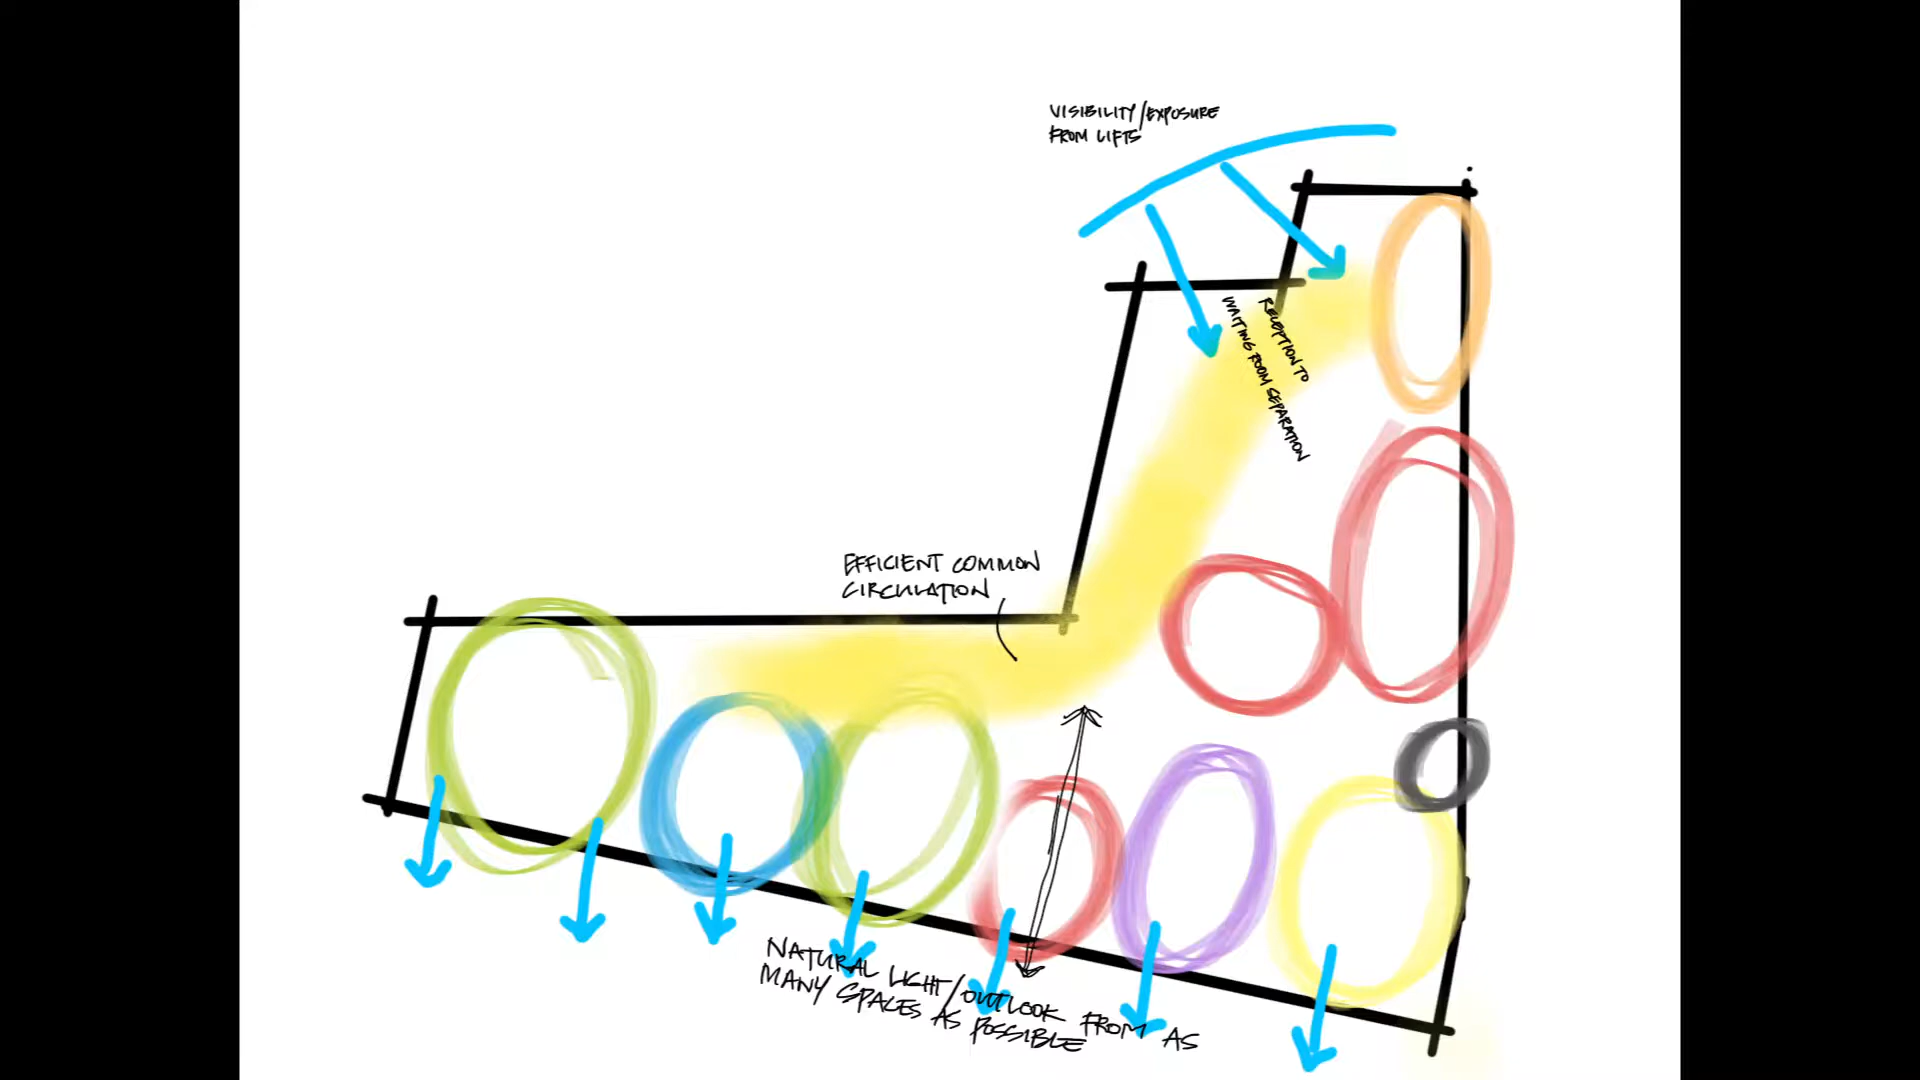 VISIBILITY/EXPOSURE
FROM LIFTS
RECEPTION TO
WAITING ROOM SEPARATION
EFFICIENT COMMON
CIRCULATION
NATURAL LIGHT/OUTLOOK FROM AS
MANY SPACES AS POSSIBLE